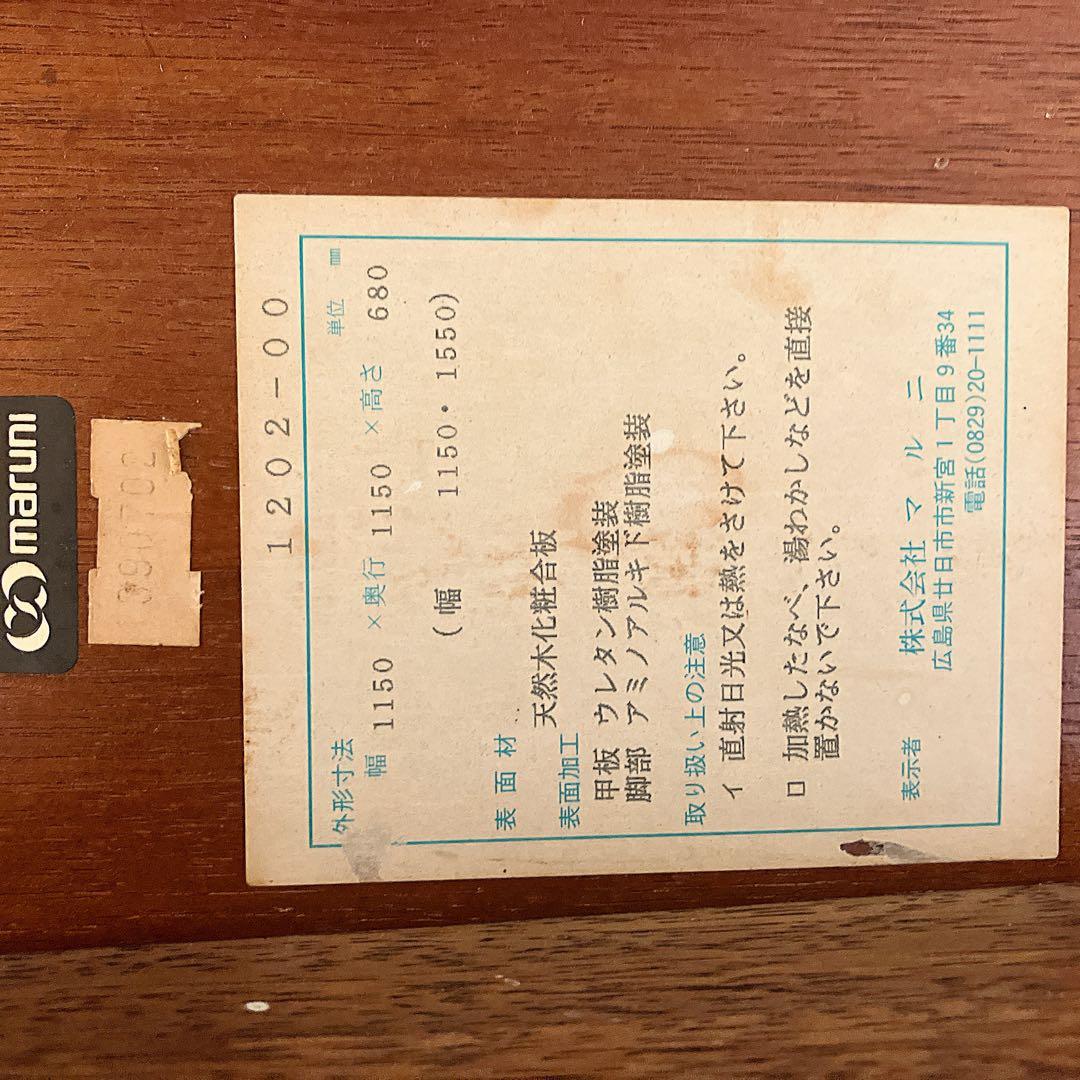 maruni
1202-00
外形寸法
単位 ㎜
幅 1150 ×奥行 1150 ×高さ 680
(幅 1150・1550)
表面材
天然木化粧合板
表面加工
甲板 ウレタン樹脂塗装
脚部 アミノアルキド樹脂塗装
取り扱い上の注意
イ 直射日光又は熱をさけて下さい。
ロ 加熱したなべ、湯わかしなどを直接
置かないで下さい。
表示者
株式会社 マルニ
広島県廿日市市新宮1丁目9番34
電話(0829)20-1111